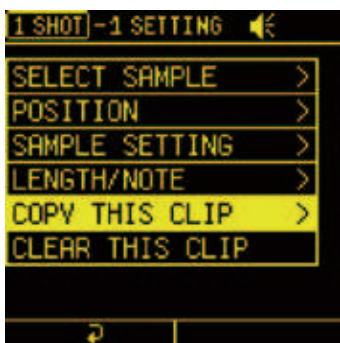 1 SHOT -1 SETTING
SELECT SAMPLE >
POSITION >
SAMPLE SETTING >
LENGTH/NOTE >
COPY THIS CLIP >
CLEAR THIS CLIP